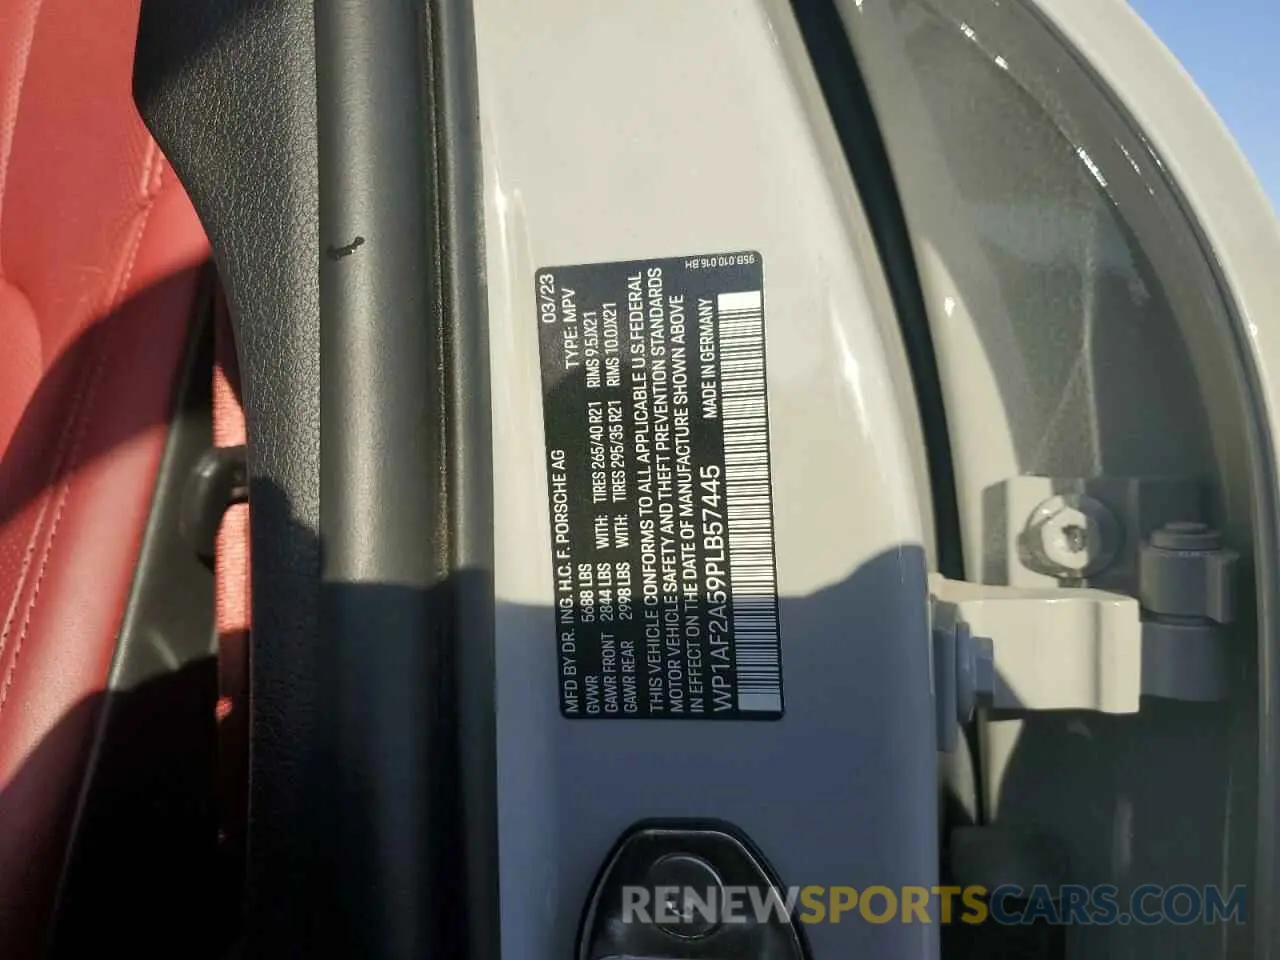 MFD BY DR. ING. H.C. F. PORSCHE AG 03/23
GVWR 5688 LBS TYPE: MPV
GAWR FRONT 2844 LBS WITH: TIRES 265/40 R21 RIMS 9.5JX21
GAWR REAR 2998 LBS WITH: TIRES 295/35 R21 RIMS 10.0JX21
THIS VEHICLE CONFORMS TO ALL APPLICABLE U.S.FEDERAL
MOTOR VEHICLE SAFETY AND THEFT PREVENTION STANDARDS
IN EFFECT ON THE DATE OF MANUFACTURE SHOWN ABOVE
WP1AF2A59PLB57445 MADE IN GERMANY
95B.010.016.BH
RENEWSPORTSCARS.COM